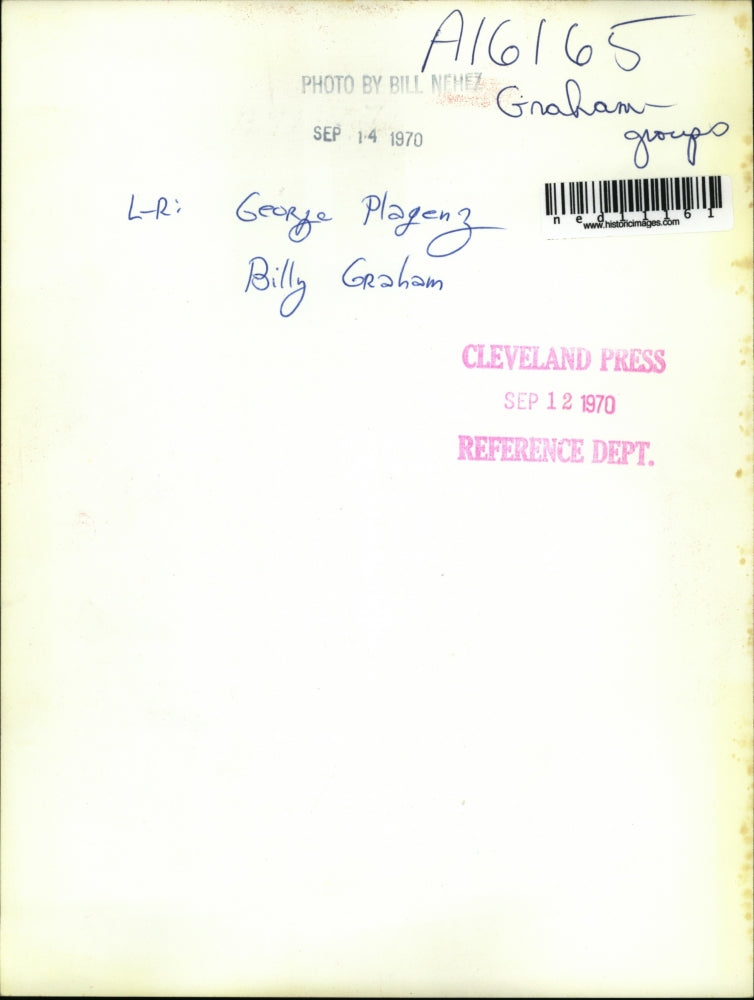 A16165
PHOTO BY BILL NEHEZ
Graham-
groups
SEP 14 1970
L-R: George Plagenz
Billy Graham
ned11161
www.historicimages.com
CLEVELAND PRESS
SEP 12 1970
REFERENCE DEPT.